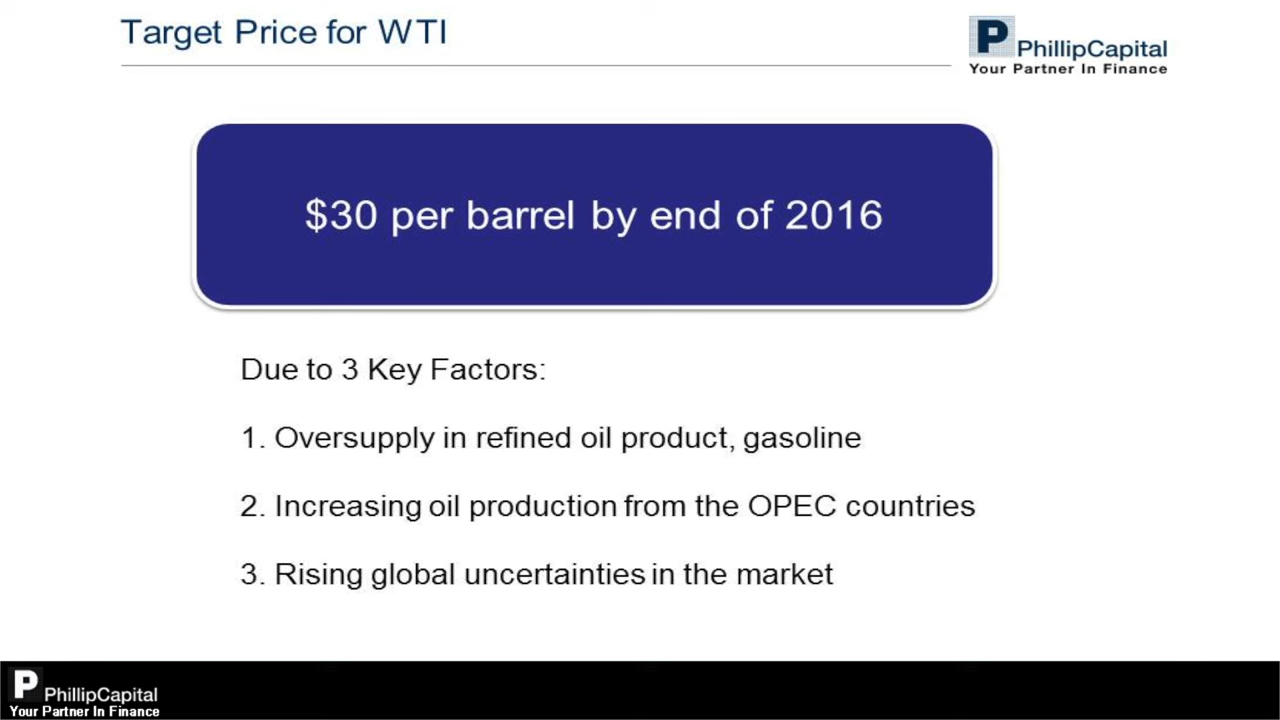 Target Price for WTI
P PhillipCapital
Your Partner In Finance
$30 per barrel by end of 2016
Due to 3 Key Factors:
1. Oversupply in refined oil product, gasoline
2. Increasing oil production from the OPEC countries
3. Rising global uncertainties in the market
P PhillipCapital
Your Partner In Finance